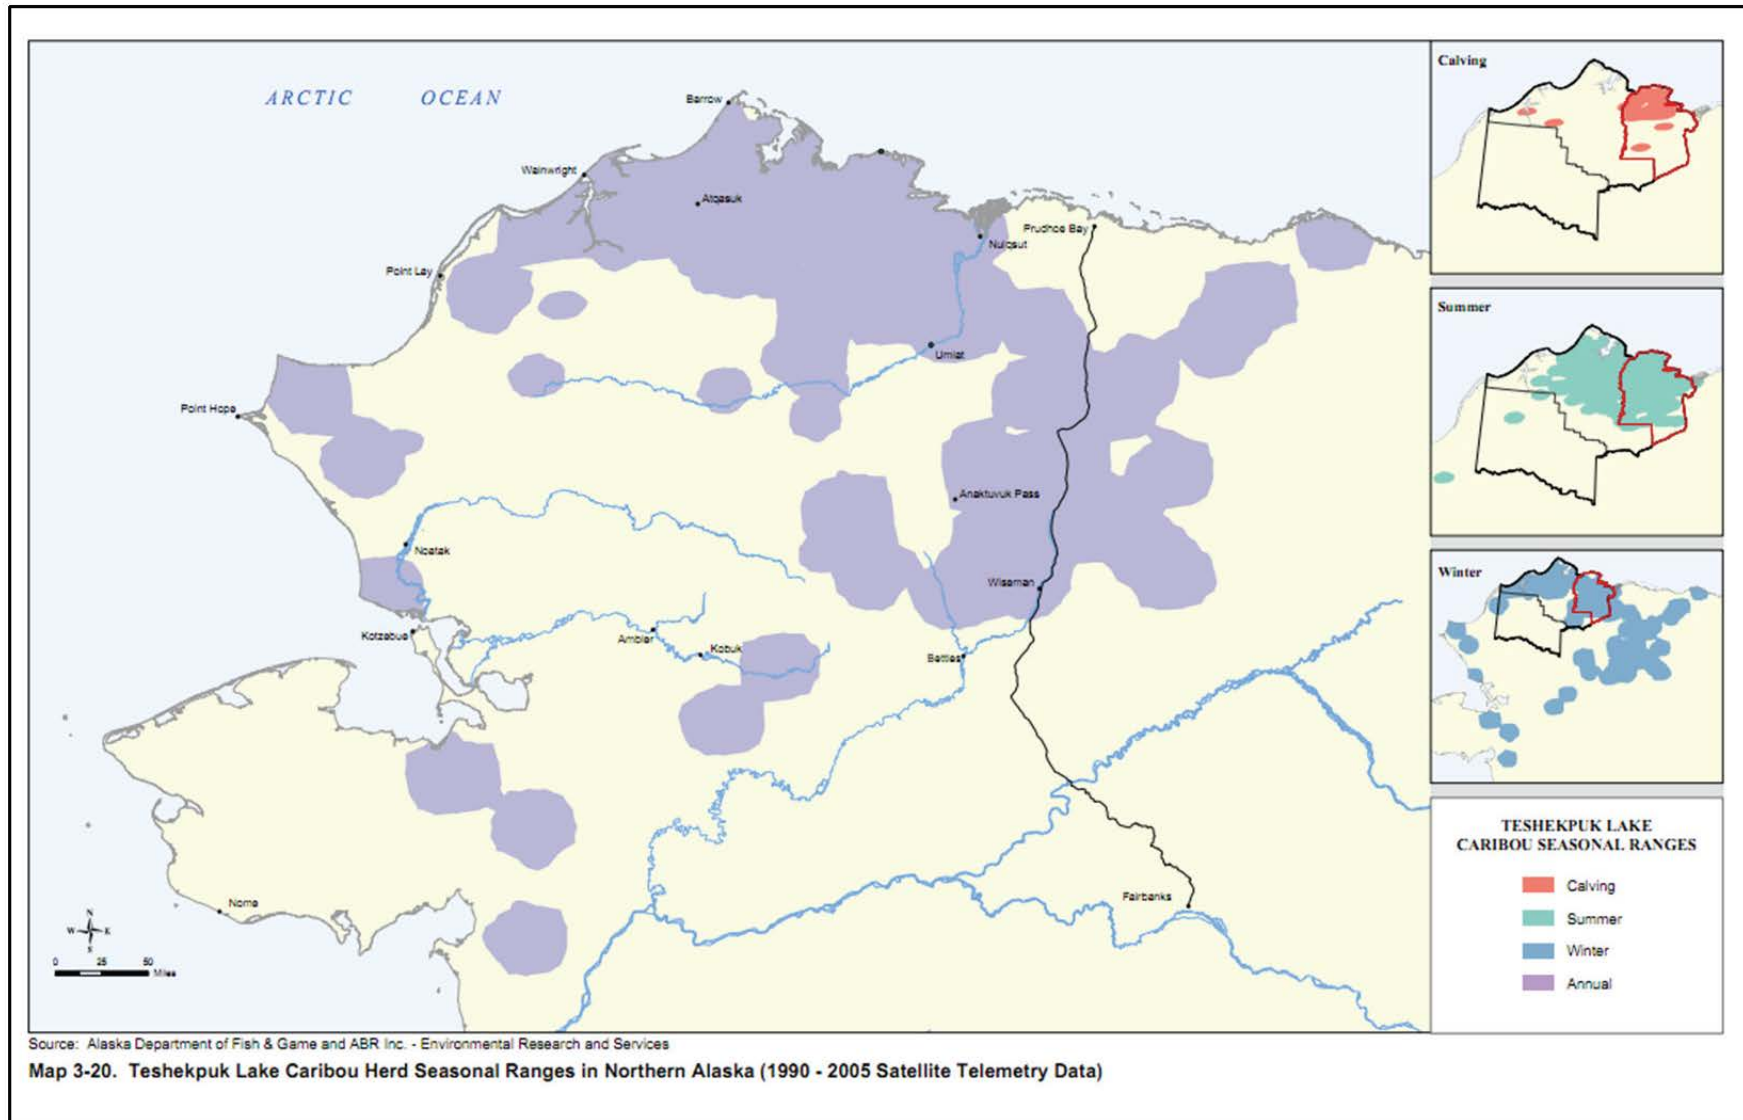 ARCTIC OCEAN
Barrow
Wainwright
Atqasuk
Nuiqsut
Prudhoe Bay
Point Lay
Umiat
Point Hope
Anaktuvuk Pass
Noatak
Wiseman
Kotzebue
Ambler
Kobuk
Bettles
Nome
Fairbanks
N
W E
S
0 25 50
Miles
Calving
Summer
Winter
TESHEKPUK LAKE
CARIBOU SEASONAL RANGES
Calving
Summer
Winter
Annual
Source: Alaska Department of Fish & Game and ABR Inc. - Environmental Research and Services
Map 3-20. Teshekpuk Lake Caribou Herd Seasonal Ranges in Northern Alaska (1990 - 2005 Satellite Telemetry Data)